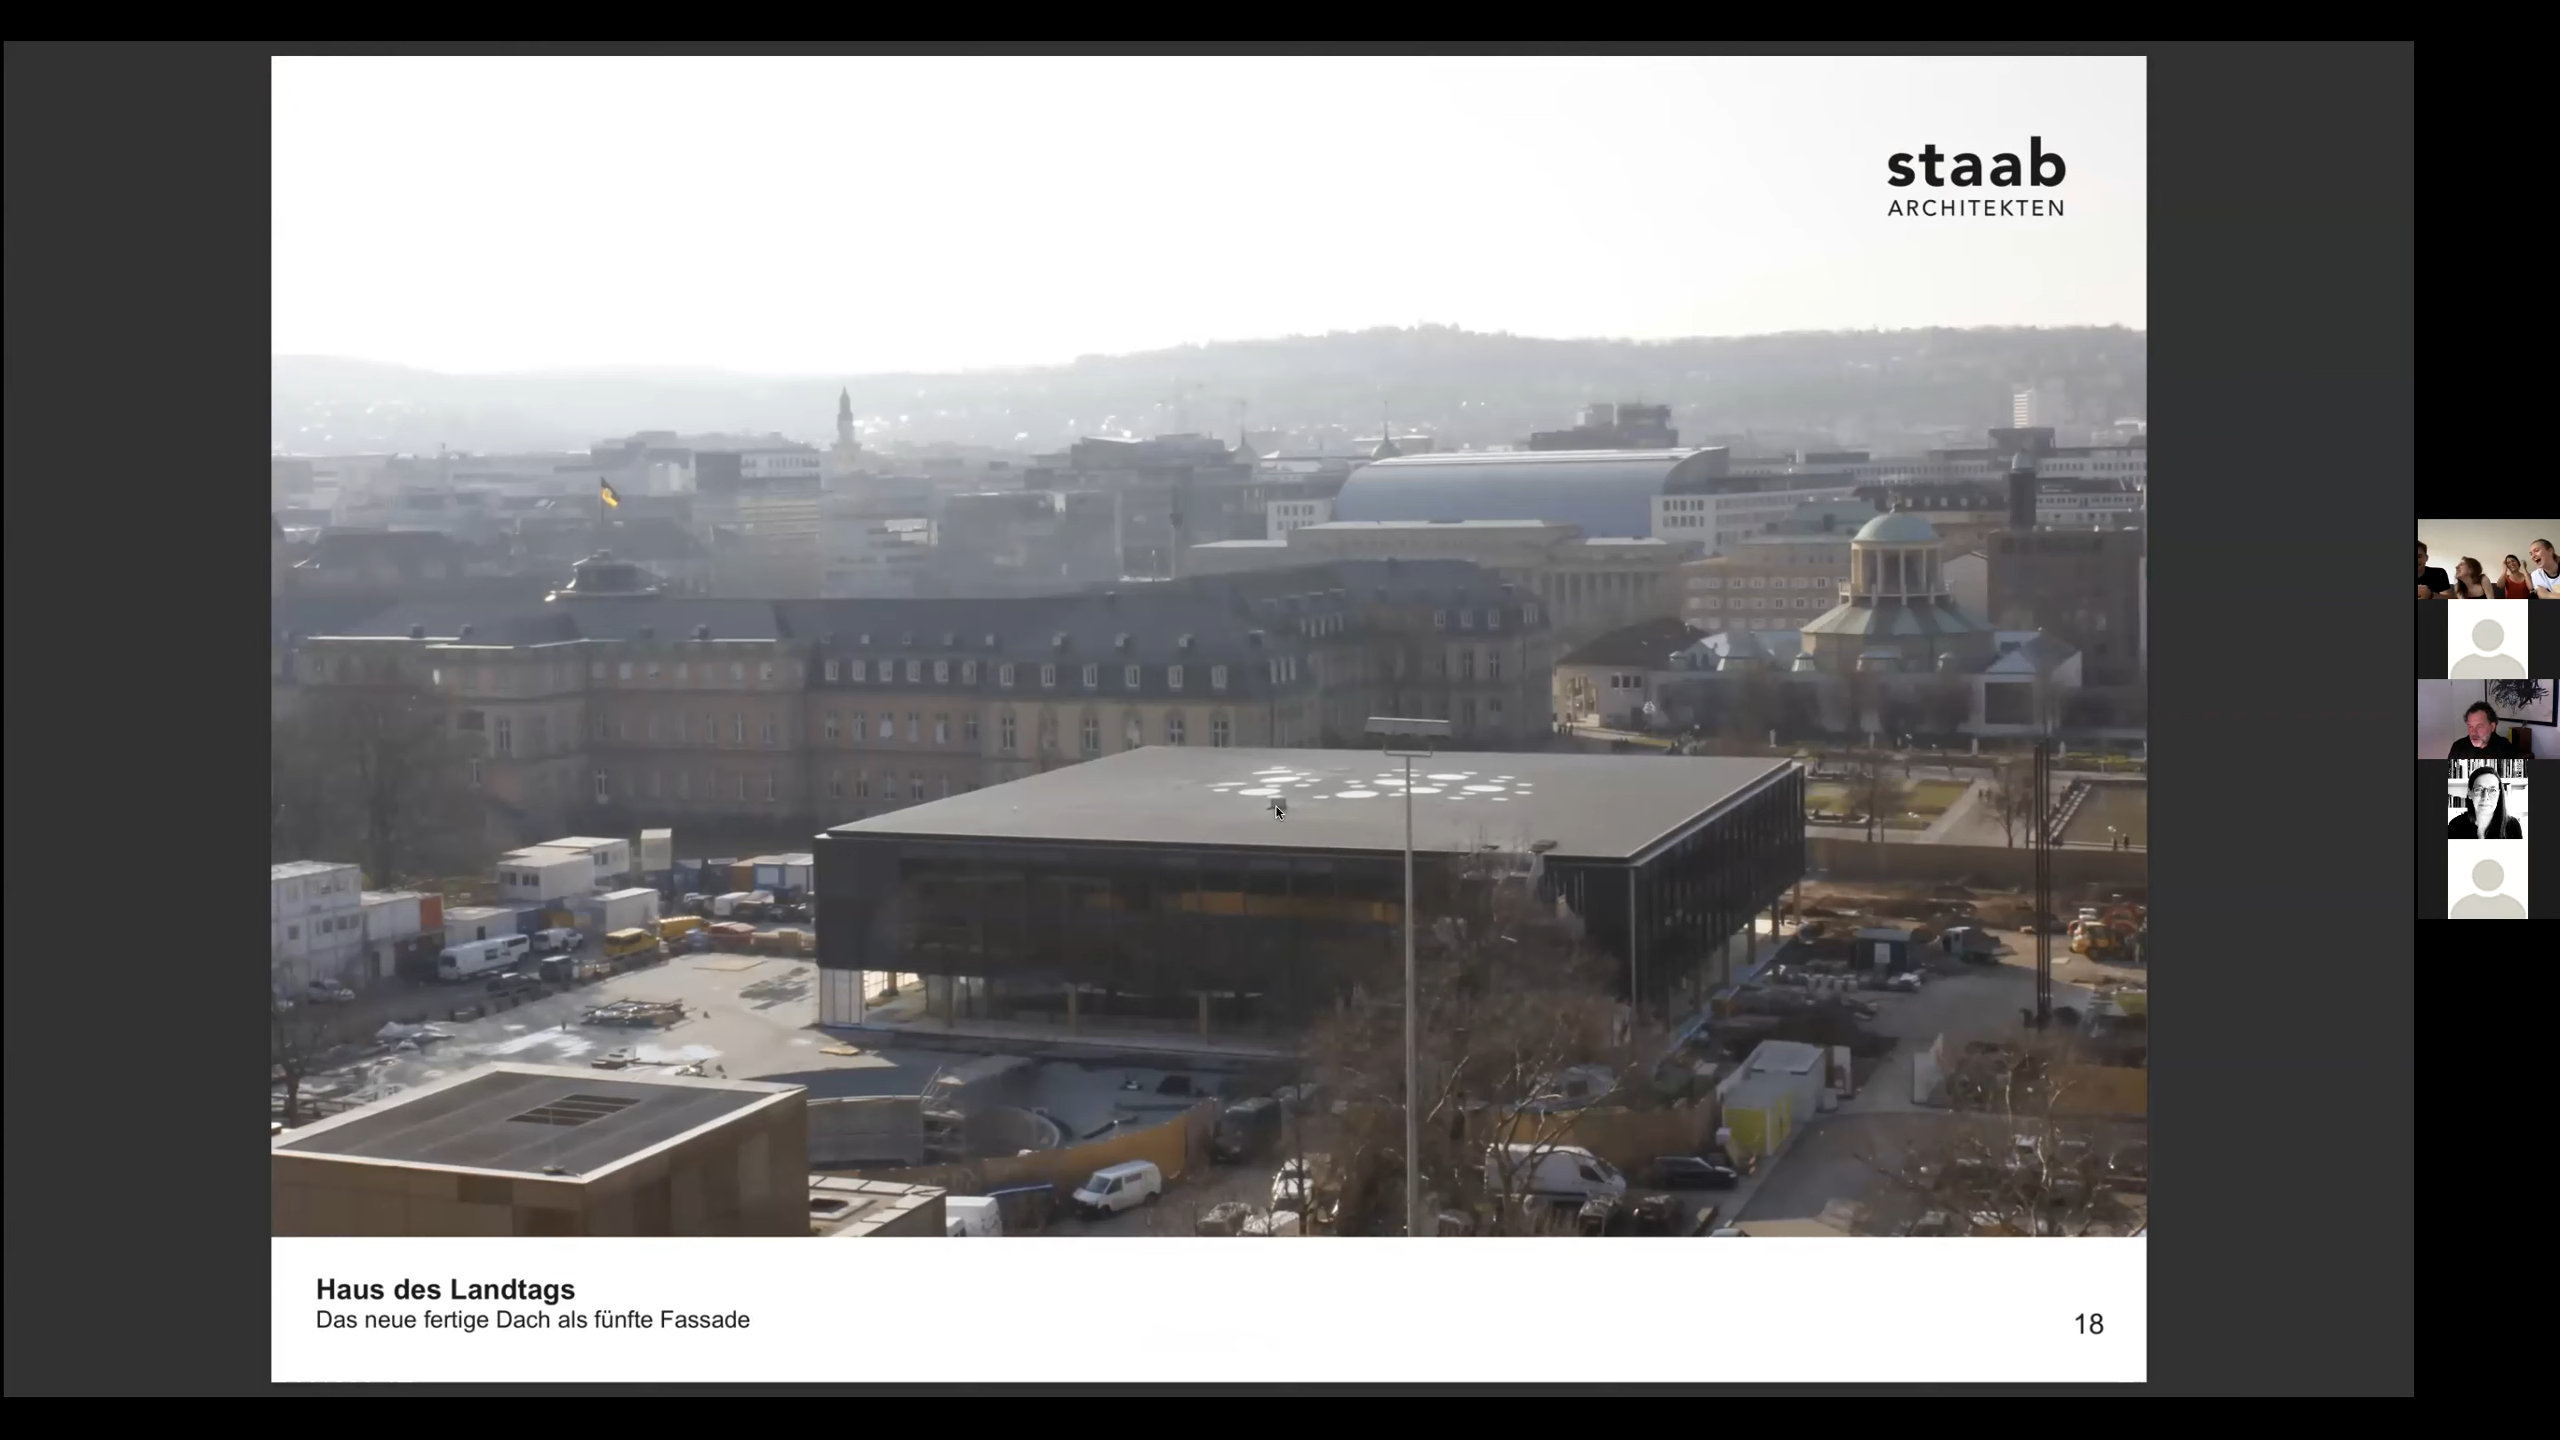 staab
ARCHITEKTEN
Haus des Landtags
Das neue fertige Dach als fünfte Fassade
18